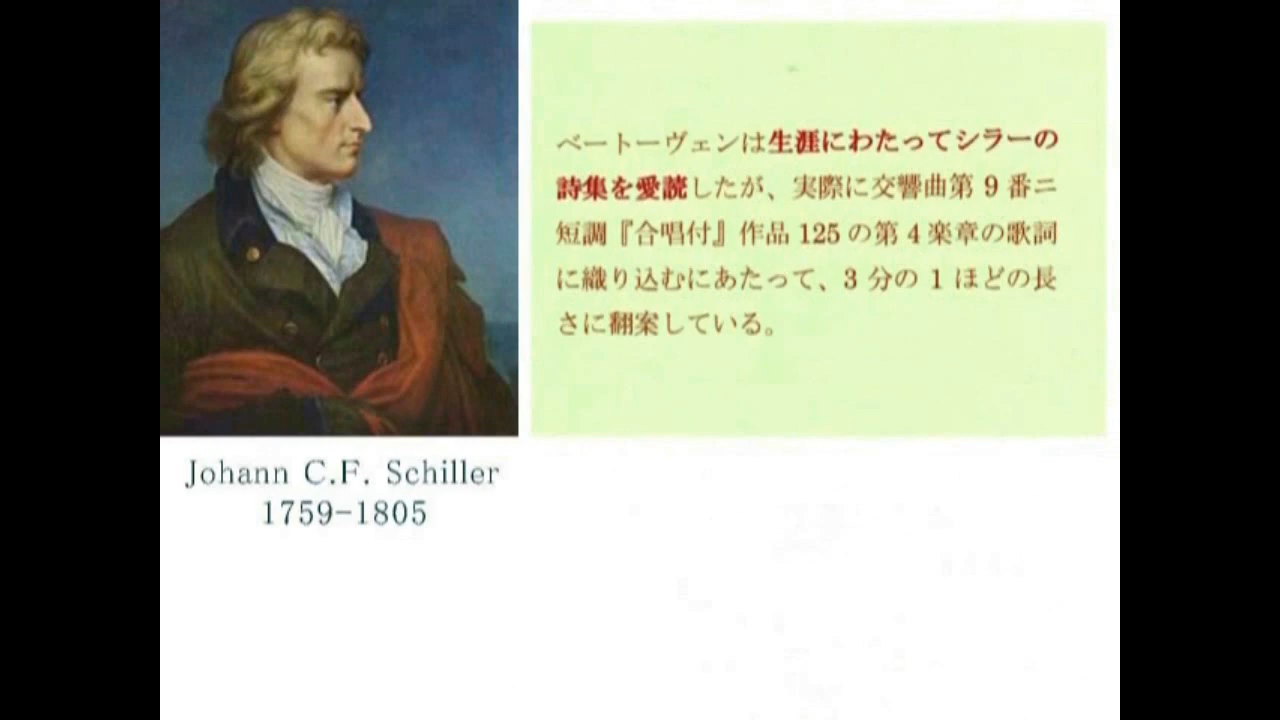 ベートーヴェンは生涯にわたってシラーの
詩集を愛読したが、実際に交響曲第 9 番ニ
短調『合唱付』作品 125 の第 4 楽章の歌詞
に織り込むにあたって、3 分の 1 ほどの長
さに翻案している。
Johann C.F. Schiller
1759-1805